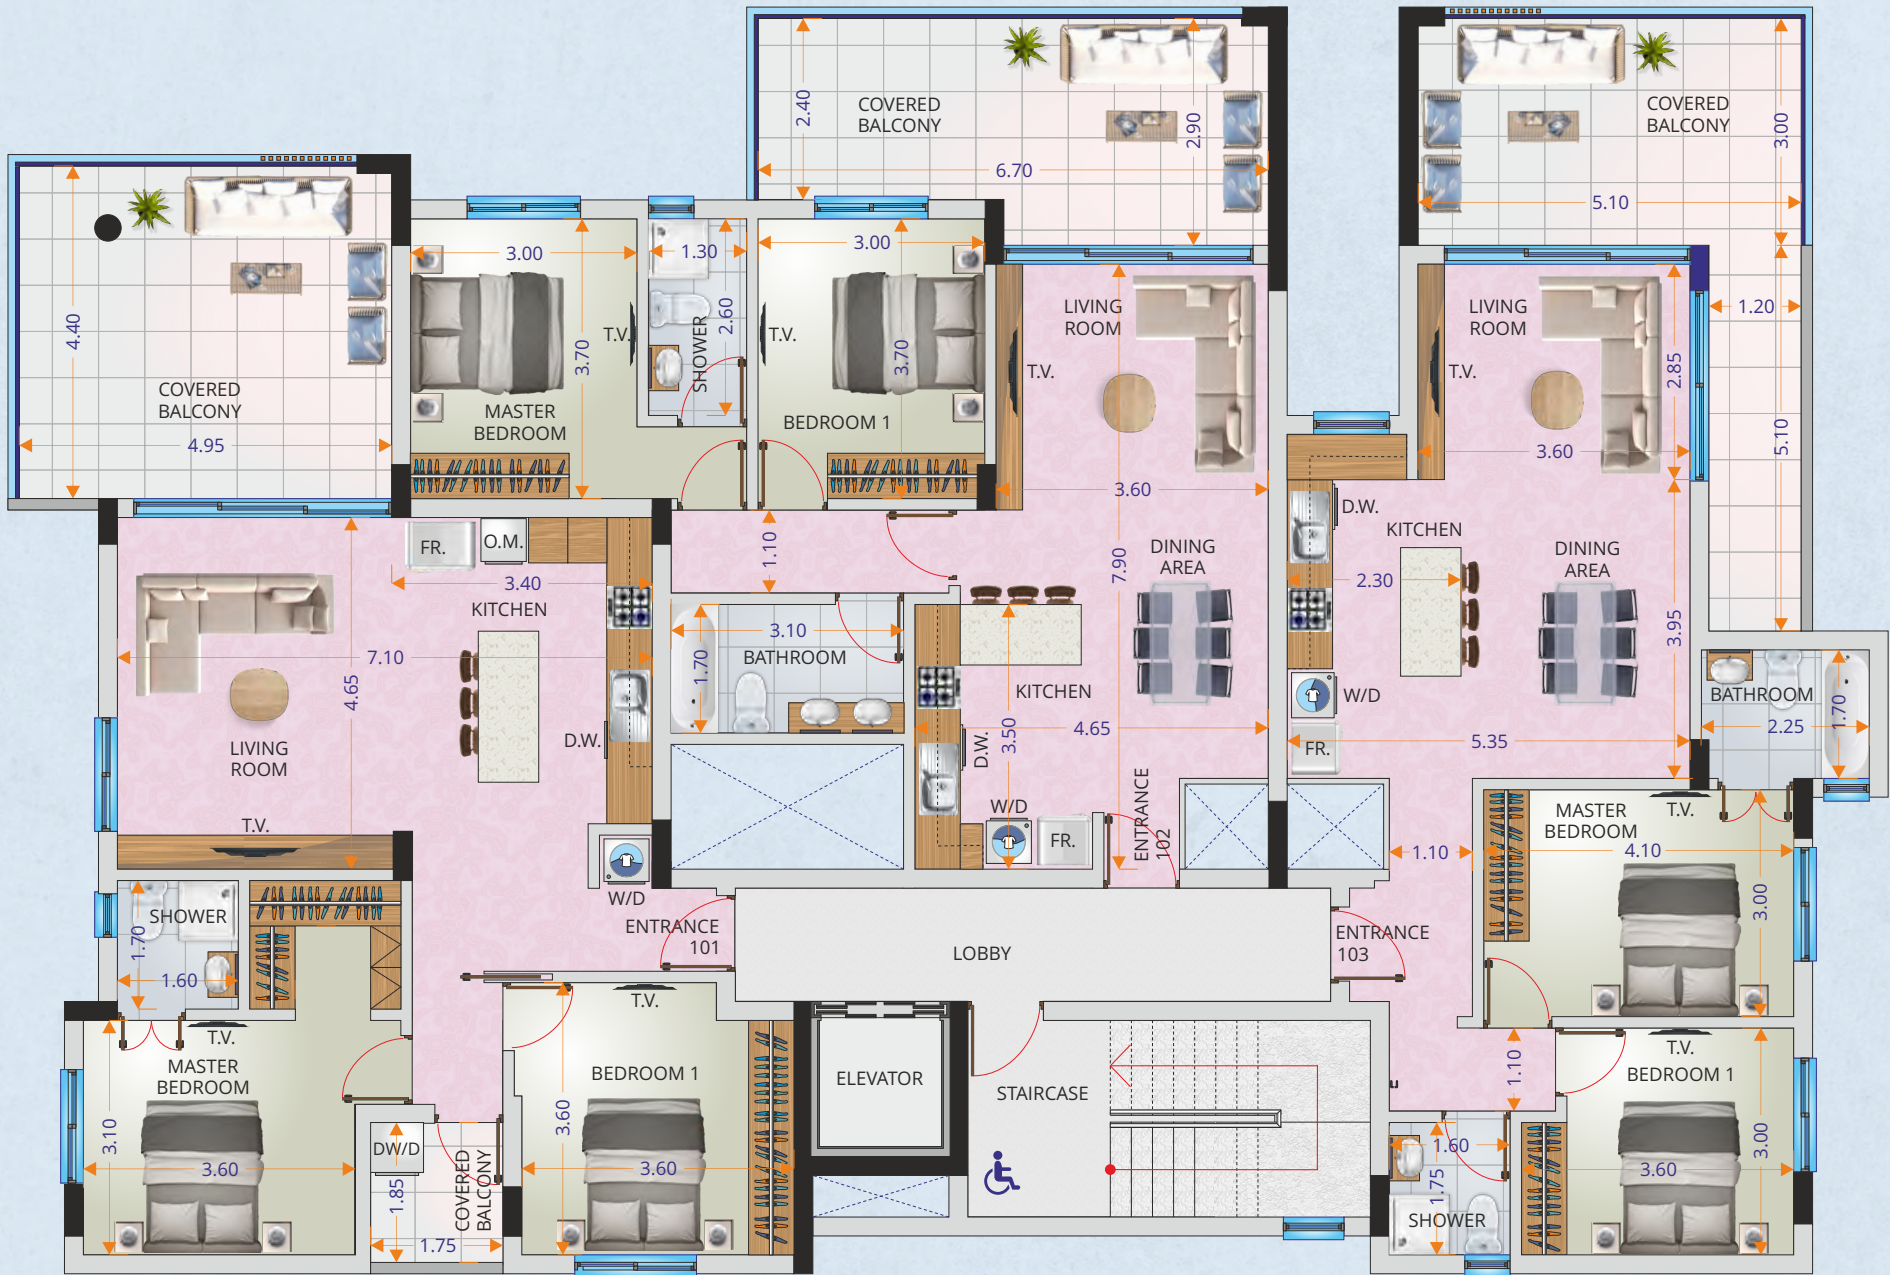 COVERED
BALCONY
2.40
2.90
6.70
COVERED
BALCONY
3.00
5.10
4.40
COVERED
BALCONY
4.95
3.00
T.V.
3.70
MASTER
BEDROOM
1.30
2.60
SHOWER
3.00
T.V.
3.70
BEDROOM 1
LIVING
ROOM
T.V.
3.60
7.90
DINING
AREA
1.10
LIVING
ROOM
T.V.
2.85
3.60
1.20
5.10
D.W.
KITCHEN
2.30
DINING
AREA
3.95
W/D
FR.
5.35
BATHROOM
2.25
1.70
FR.
O.M.
3.40
KITCHEN
7.10
4.65
LIVING
ROOM
D.W.
T.V.
W/D
3.10
BATHROOM
1.70
KITCHEN
4.65
3.50
D.W.
W/D
FR.
ENTRANCE
102
MASTER
BEDROOM
T.V.
4.10
3.00
1.10
SHOWER
1.70
1.60
ENTRANCE
101
LOBBY
ENTRANCE
103
T.V.
MASTER
BEDROOM
3.10
3.60
T.V.
BEDROOM 1
3.60
3.60
DW/D
1.85
COVERED
BALCONY
1.75
ELEVATOR
STAIRCASE
1.10
T.V.
BEDROOM 1
3.00
3.60
1.60
1.75
SHOWER